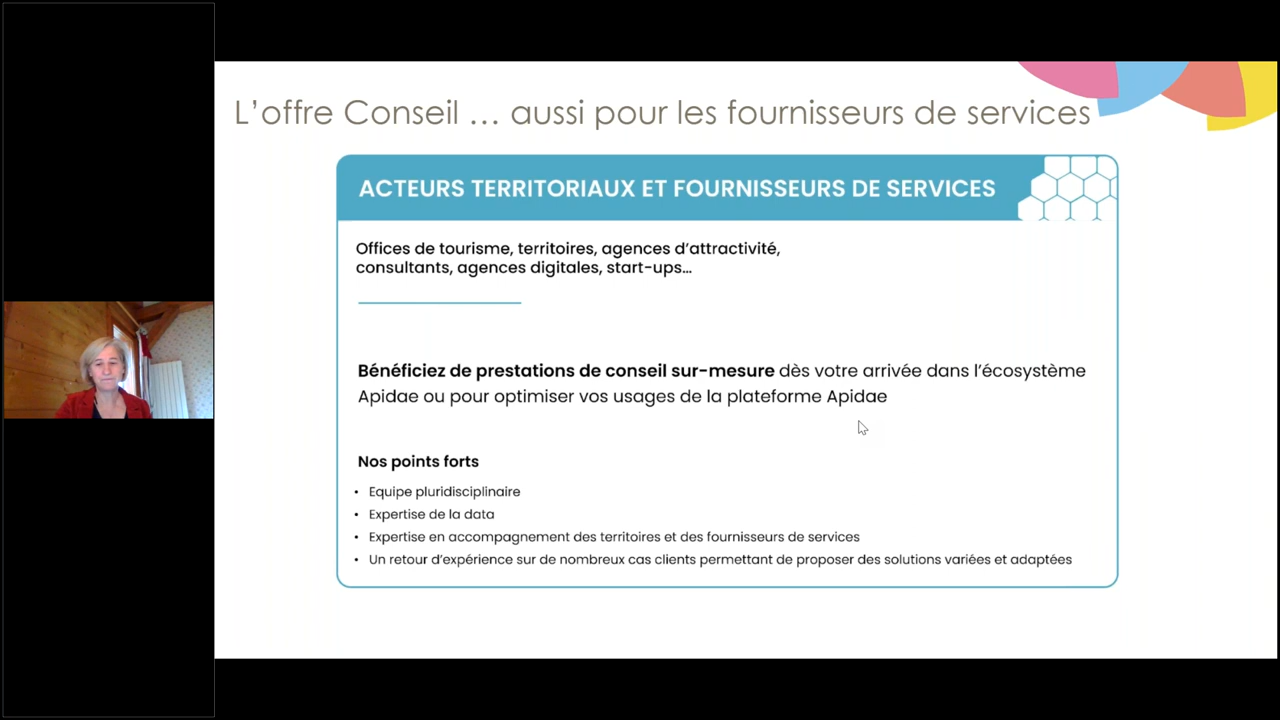 L'offre Conseil ... aussi pour les fournisseurs de services
ACTEURS TERRITORIAUX ET FOURNISSEURS DE SERVICES
Offices de tourisme, territoires, agences d'attractivité,
consultants, agences digitales, start-ups...
Bénéficiez de prestations de conseil sur-mesure dès votre arrivée dans l'écosystème
Apidae ou pour optimiser vos usages de la plateforme Apidae
Nos points forts
• Equipe pluridisciplinaire
• Expertise de la data
• Expertise en accompagnement des territoires et des fournisseurs de services
• Un retour d'expérience sur de nombreux cas clients permettant de proposer des solutions variées et adaptées